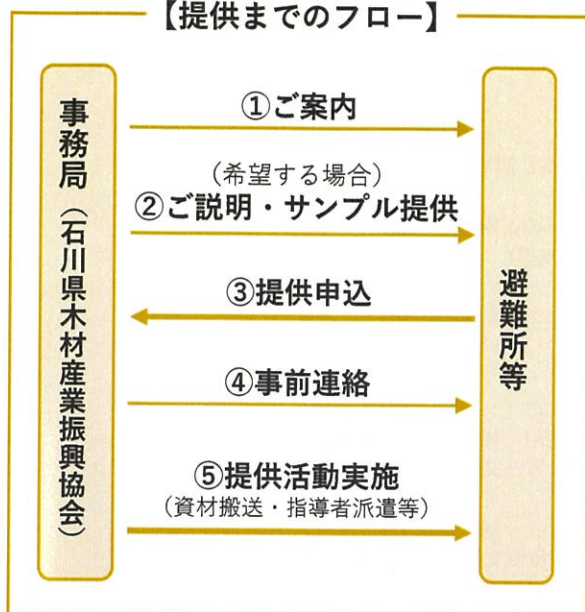 【提供までのフロー】
事務局（石川県木材産業振興協会）
①ご案内
（希望する場合）
②ご説明・サンプル提供
③提供申込
④事前連絡
⑤提供活動実施
（資材搬送・指導者派遣等）
避難所等